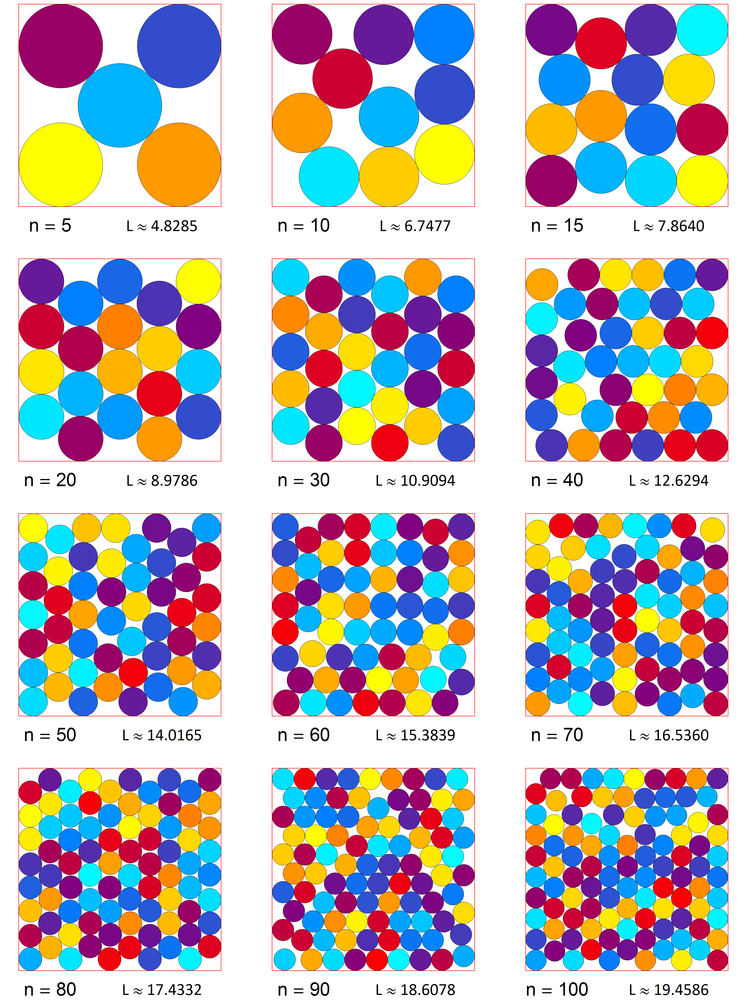 n = 5 L ≈ 4.8285 n = 10 L ≈ 6.7477 n = 15 L ≈ 7.8640
n = 20 L ≈ 8.9786 n = 30 L ≈ 10.9094 n = 40 L ≈ 12.6294
n = 50 L ≈ 14.0165 n = 60 L ≈ 15.3839 n = 70 L ≈ 16.5360
n = 80 L ≈ 17.4332 n = 90 L ≈ 18.6078 n = 100 L ≈ 19.4586